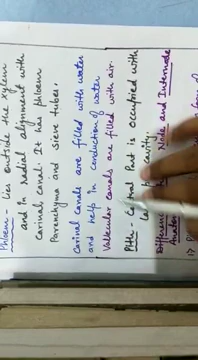 Phloem - lies outside the xylem
and in radial alignment with
Carinal Canal. It has phloem
Parenchyma and sieve tubes.
Carinal Canals are filled with water
and help in conduction of water
Vallecular canals are filled with air.
Pith - Central Part is occupied with
cavity.
Node and Internode
1)